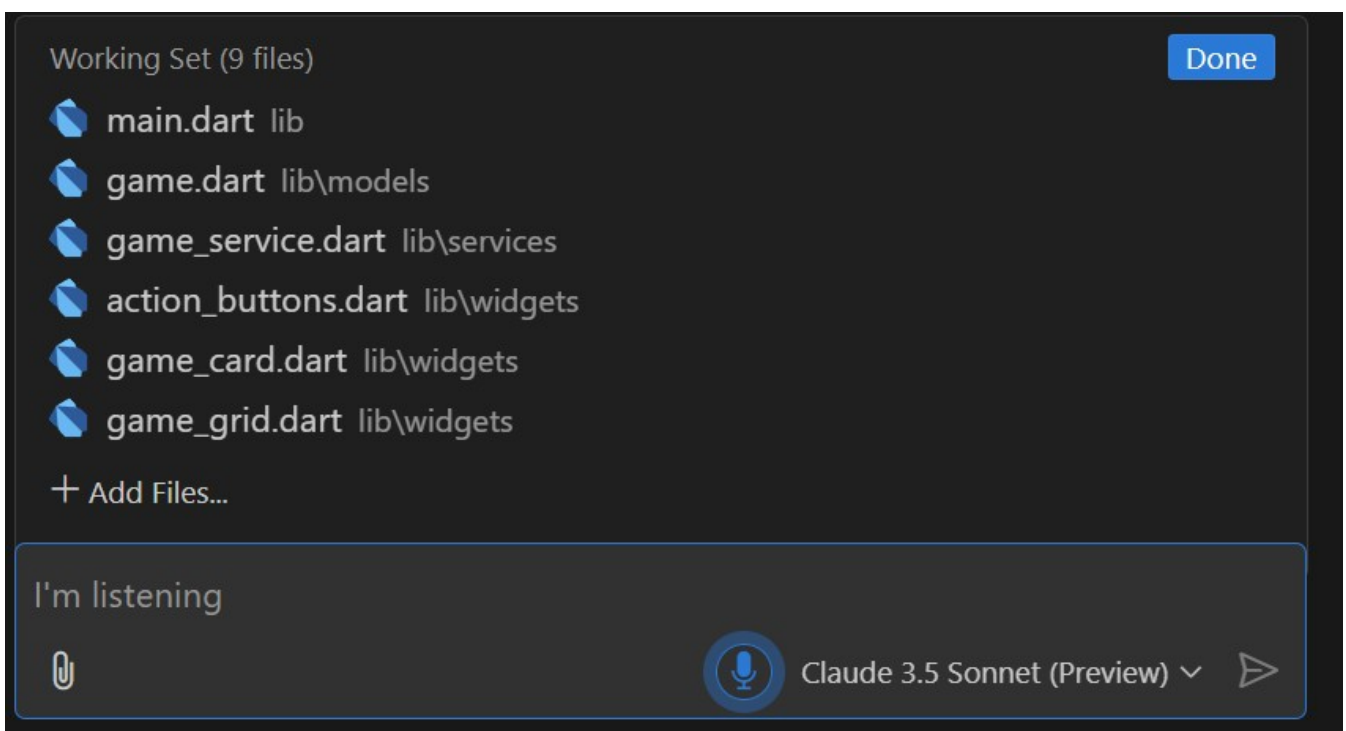 Working Set (9 files) Done
main.dart lib
game.dart lib\models
game_service.dart lib\services
action_buttons.dart lib\widgets
game_card.dart lib\widgets
game_grid.dart lib\widgets
+ Add Files...
I'm listening
Claude 3.5 Sonnet (Preview)